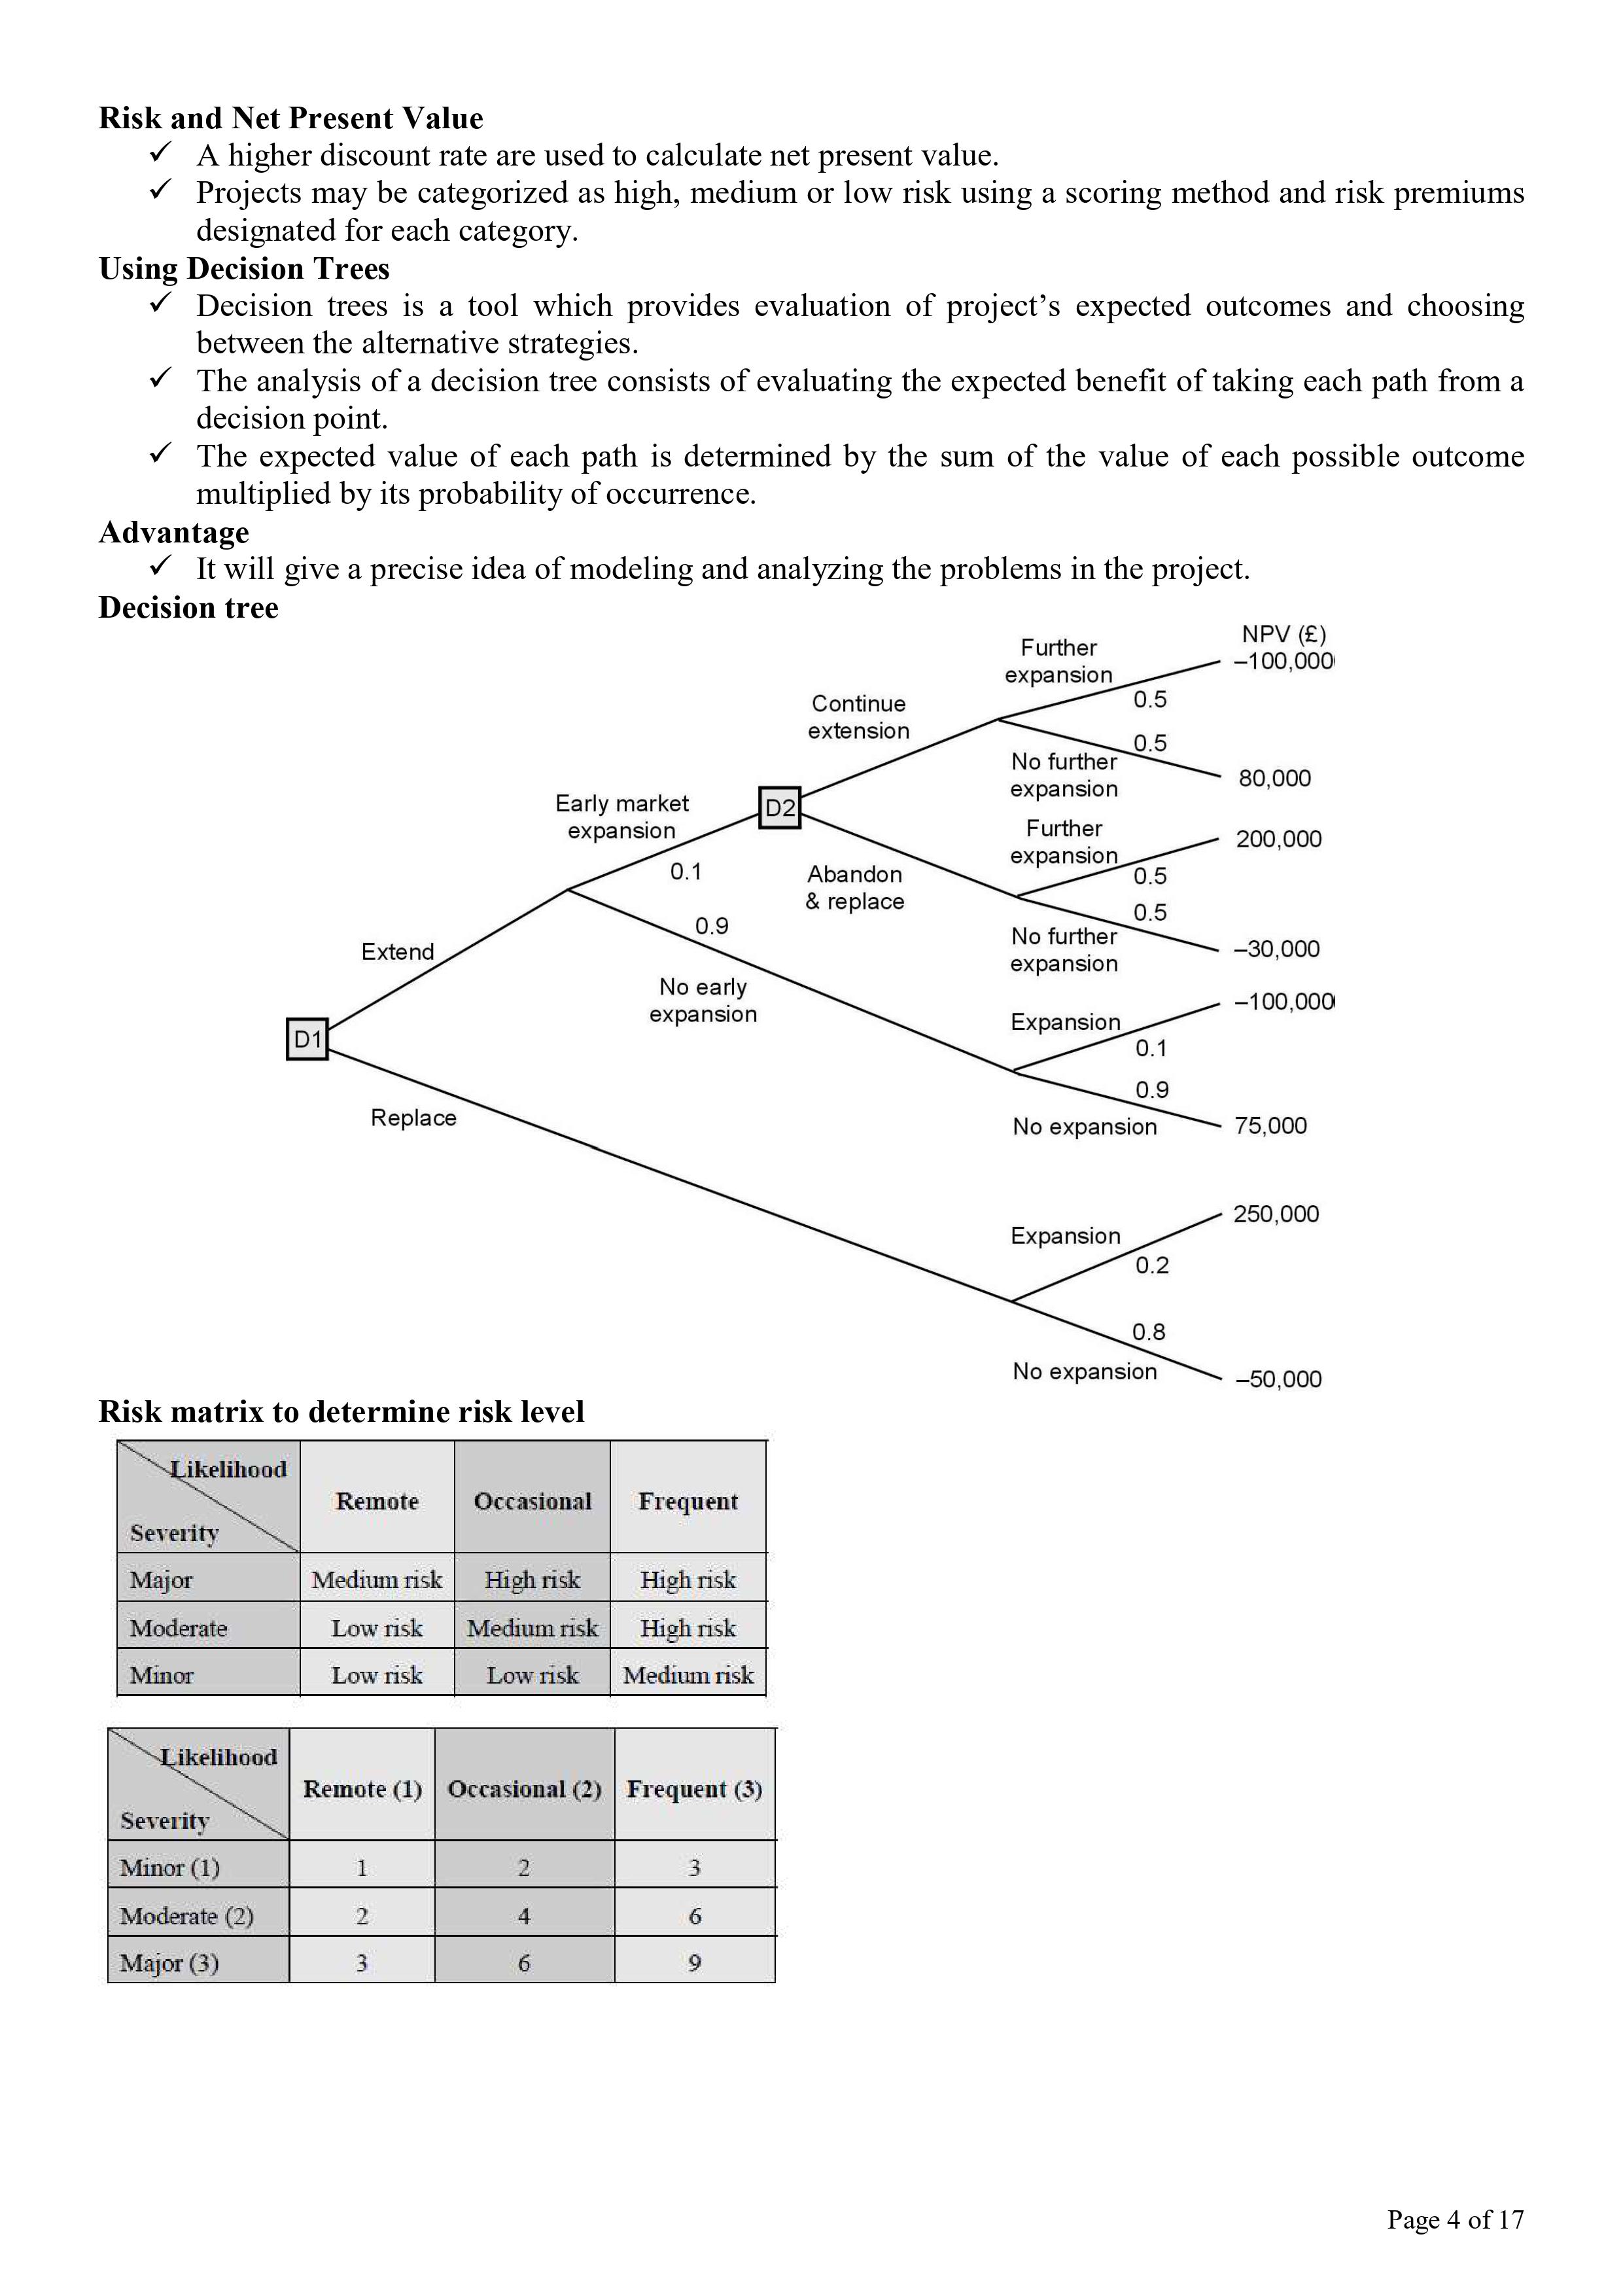 Risk and Net Present Value
✓ A higher discount rate are used to calculate net present value.
✓ Projects may be categorized as high, medium or low risk using a scoring method and risk premiums
designated for each category.
Using Decision Trees
✓ Decision trees is a tool which provides evaluation of project’s expected outcomes and choosing
between the alternative strategies.
✓ The analysis of a decision tree consists of evaluating the expected benefit of taking each path from a
decision point.
✓ The expected value of each path is determined by the sum of the value of each possible outcome
multiplied by its probability of occurrence.
Advantage
✓ It will give a precise idea of modeling and analyzing the problems in the project.
Decision tree
NPV (£)
Further
expansion
–100,000
0.5
Continue
extension
0.5
No further
expansion
80,000
Early market
expansion
D2
Further
expansion
200,000
0.1
Abandon
& replace
0.5
0.5
0.9
No further
expansion
–30,000
Extend
No early
expansion
–100,000
Expansion
0.1
D1
0.9
Replace
No expansion
75,000
250,000
Expansion
0.2
0.8
No expansion
–50,000
Risk matrix to determine risk level
Likelihood
Severity
Remote Occasional Frequent
Major Medium risk High risk High risk
Moderate Low risk Medium risk High risk
Minor Low risk Low risk Medium risk
Likelihood
Severity
Remote (1) Occasional (2) Frequent (3)
Minor (1) 1 2 3
Moderate (2) 2 4 6
Major (3) 3 6 9
Page 4 of 17